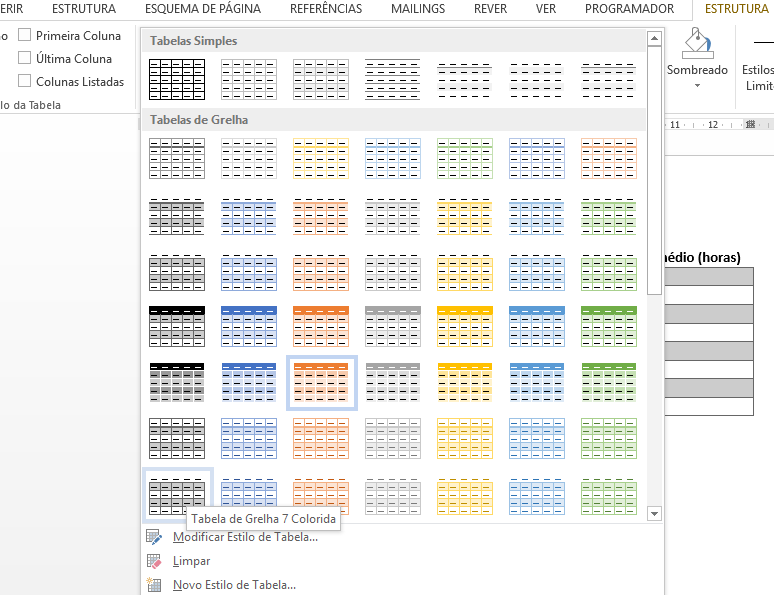 ERIR ESTRUTURA ESQUEMA DE PÁGINA REFERÊNCIAS MAILINGS REVER VER PROGRAMADOR ESTRUTURA
Primeira Coluna
Última Coluna
Colunas Listadas
lo da Tabela
Tabelas Simples
Tabelas de Grelha
Tabela de Grelha 7 Colorida
Modificar Estilo de Tabela...
Limpar
Novo Estilo de Tabela...
Sombreado
Estilos
Limit
11 12
édio (horas)